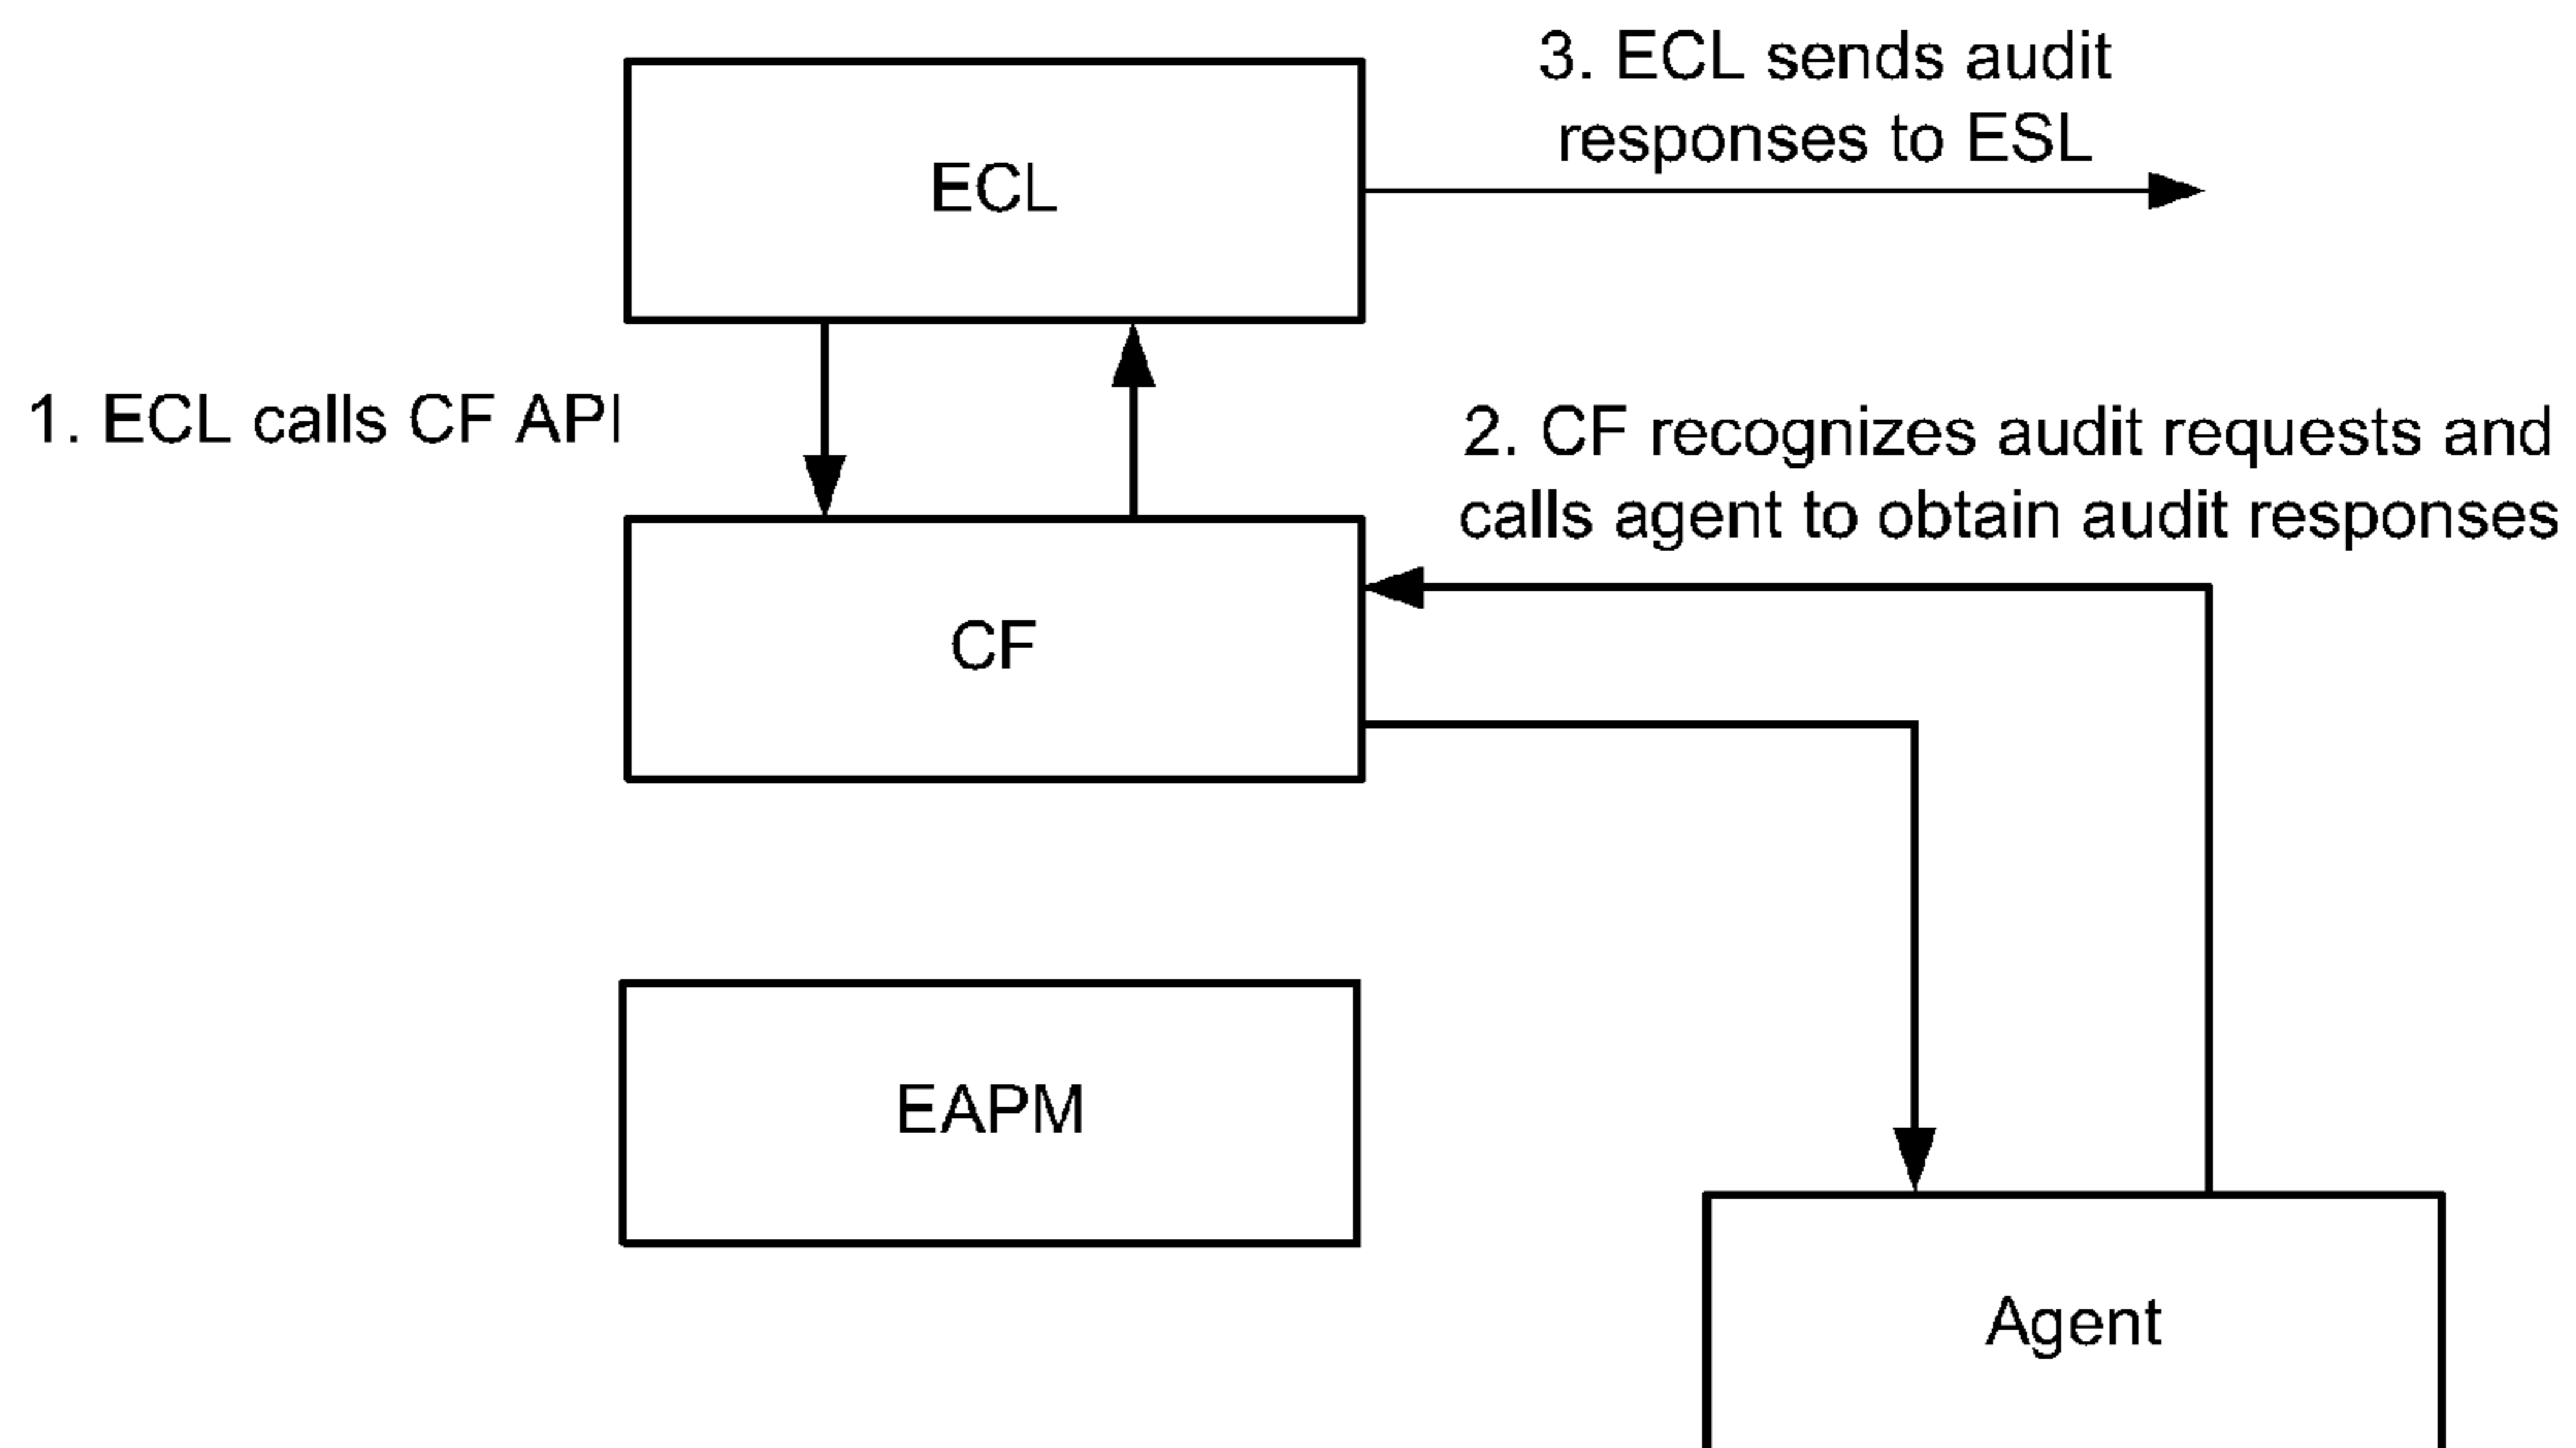 3. ECL sends audit
responses to ESL
ECL
1. ECL calls CF API
2. CF recognizes audit requests and
calls agent to obtain audit responses
CF
EAPM
Agent